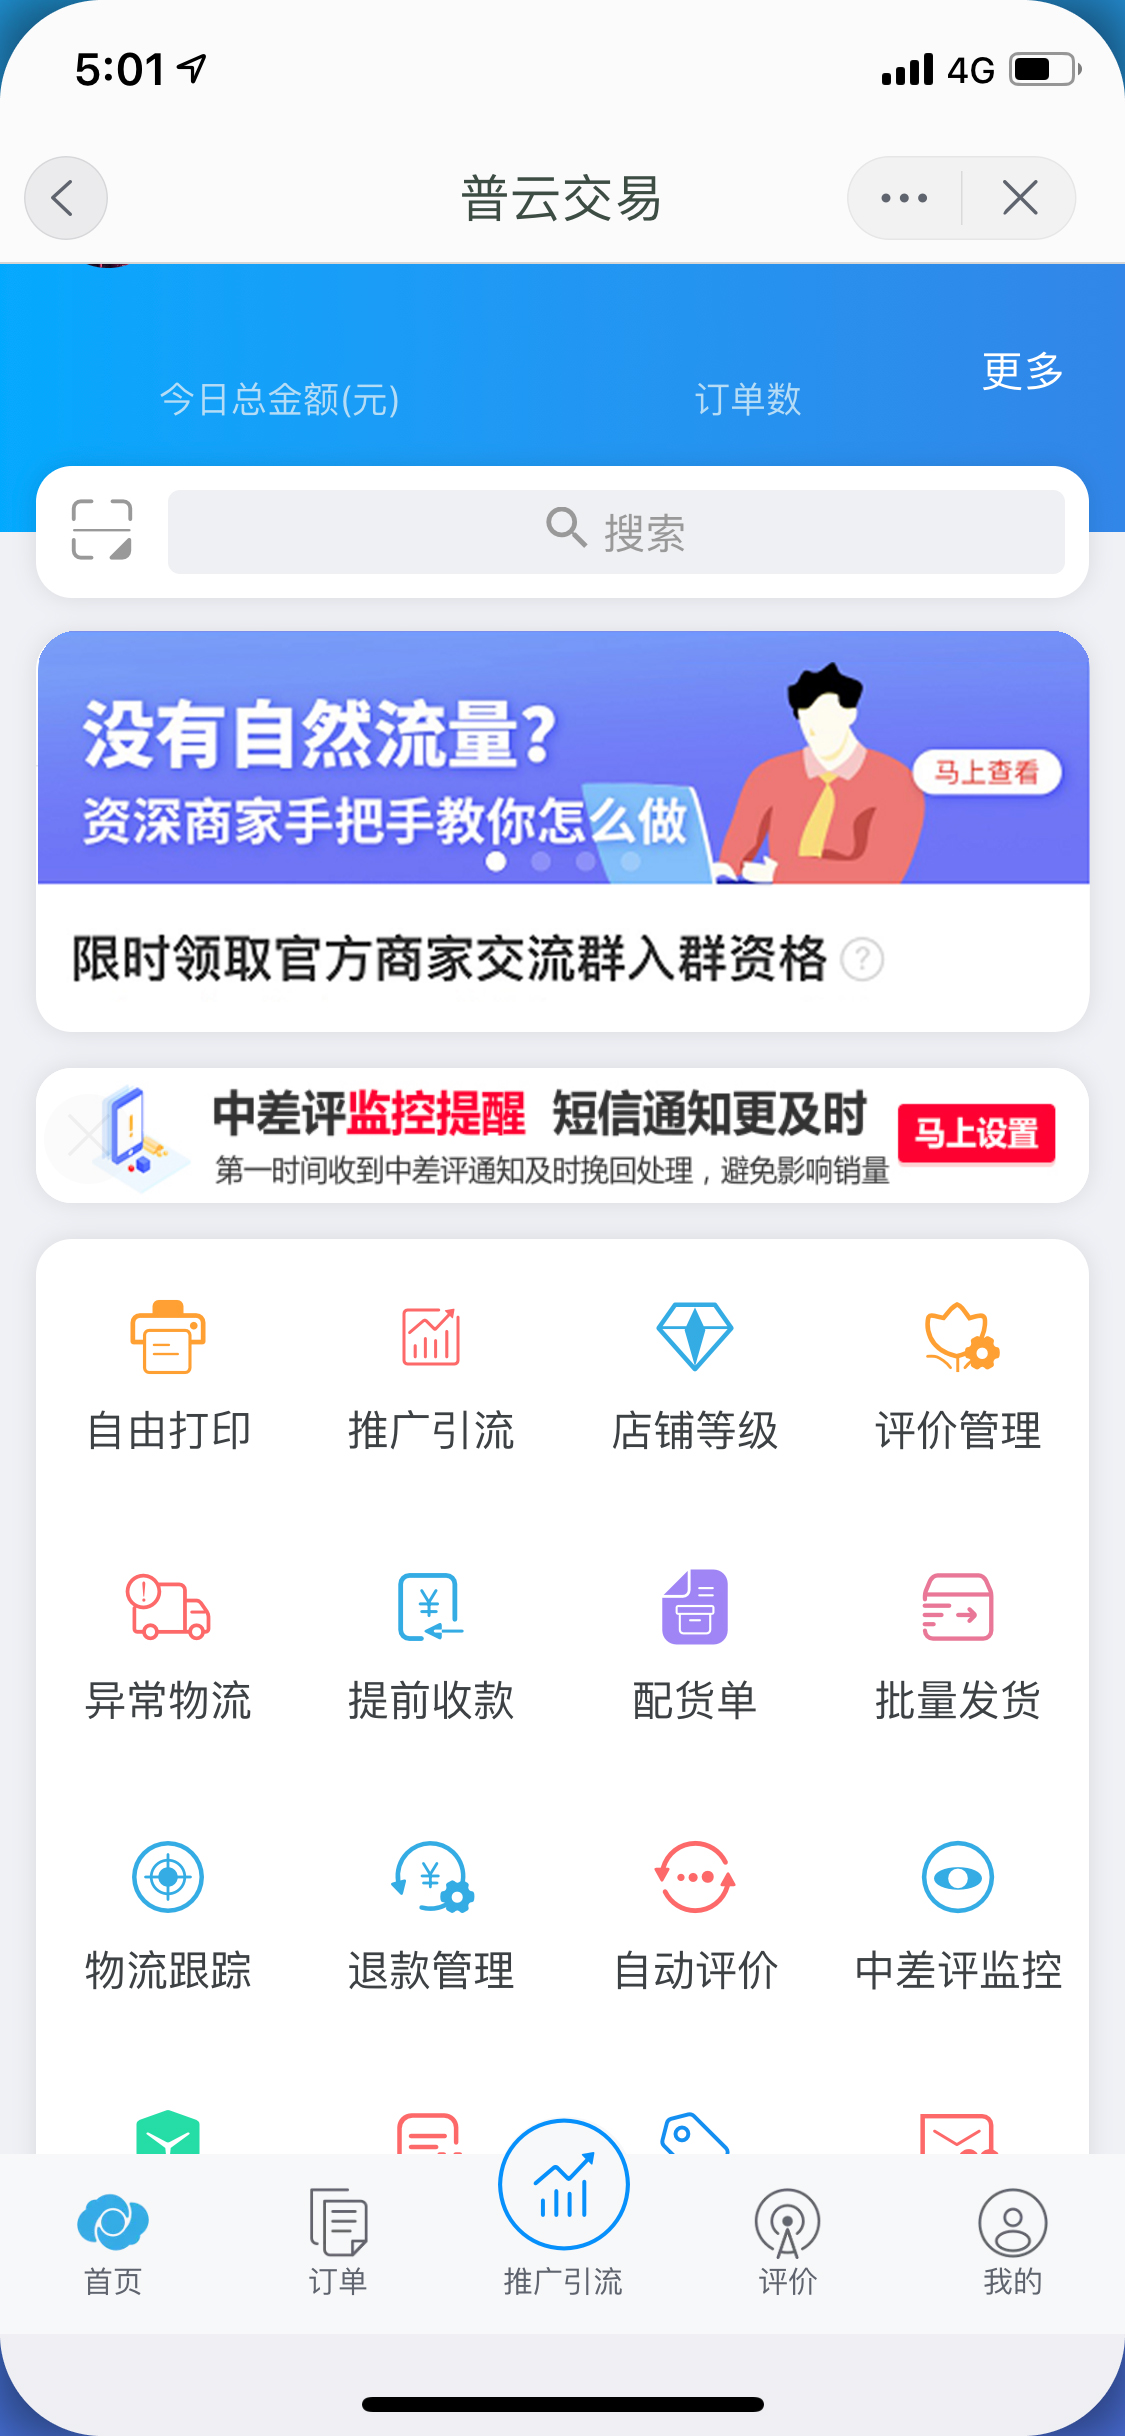 5:01
4G
普云交易
今日总金额(元)
订单数
更多
搜索
没有自然流量?
资深商家手把手教你怎么做
马上查看
限时领取官方商家交流群入群资格 ?
中差评监控提醒 短信通知更及时
第一时间收到中差评通知及时挽回处理，避免影响销量
马上设置
自由打印
推广引流
店铺等级
评价管理
异常物流
提前收款
配货单
批量发货
物流跟踪
退款管理
自动评价
中差评监控
首页
订单
推广引流
评价
我的